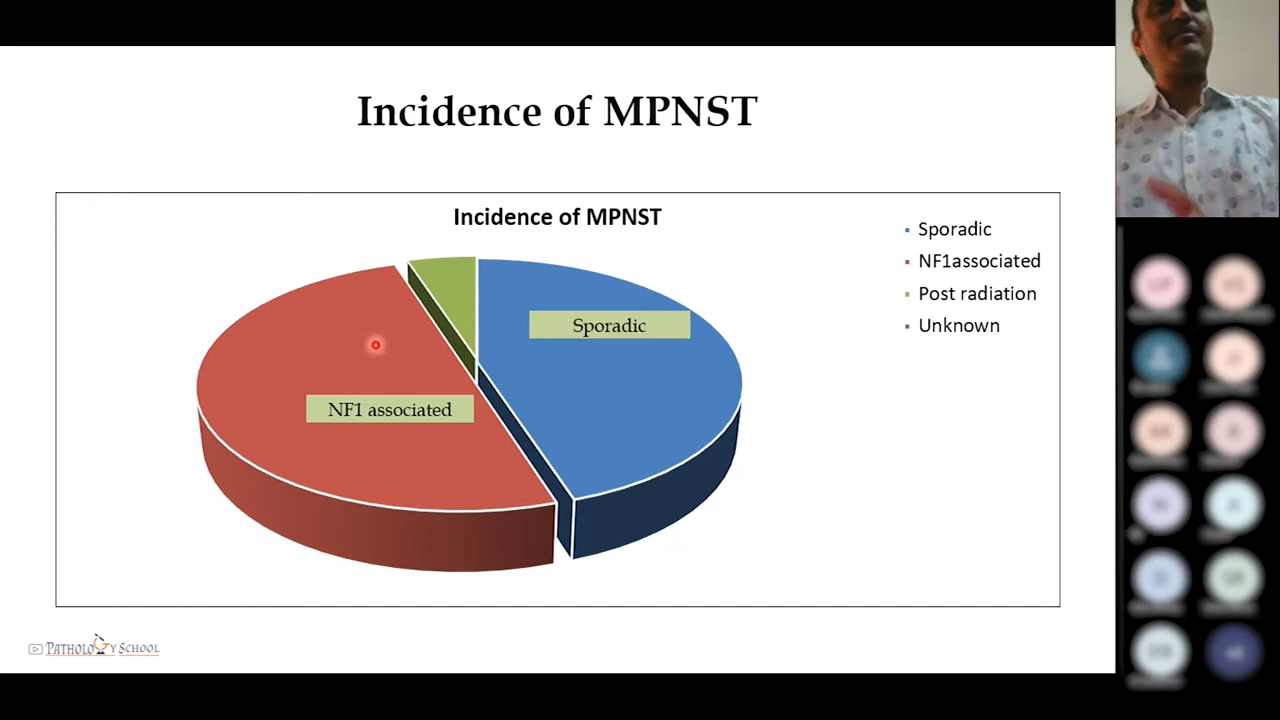 Incidence of MPNST
Incidence of MPNST
Sporadic
NF1associated
Post radiation
Unknown
Sporadic
NF1 associated
PATHOLOGY SCHOOL